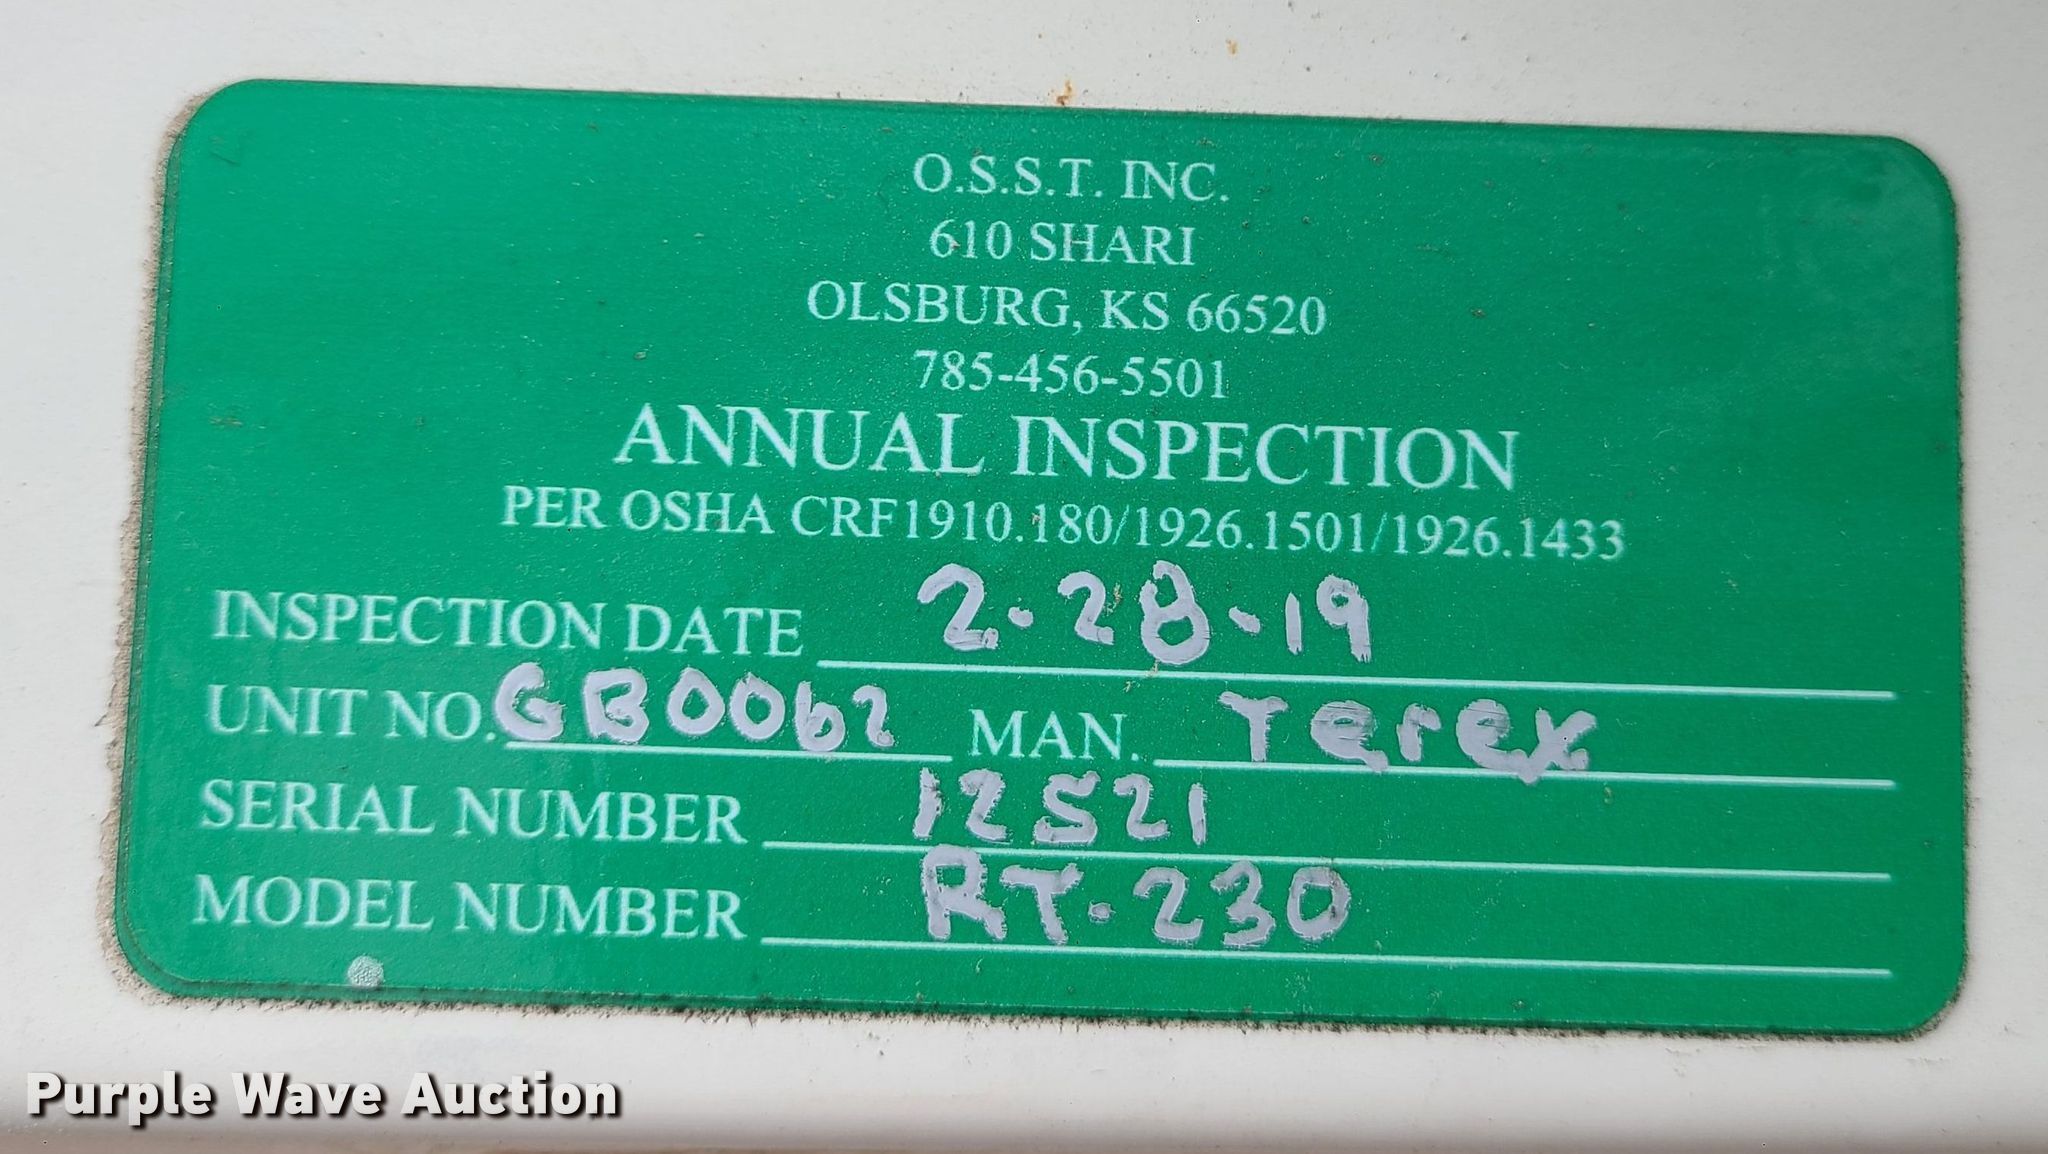 O.S.S.T. INC.
610 SHARI
OLSBURG, KS 66520
785-456-5501
ANNUAL INSPECTION
PER OSHA CRF1910.180/1926.1501/1926.1433
INSPECTION DATE 2-28-19
UNIT NO. GB0062 MAN. Terex
SERIAL NUMBER 12521
MODEL NUMBER RT-230
Purple Wave Auction